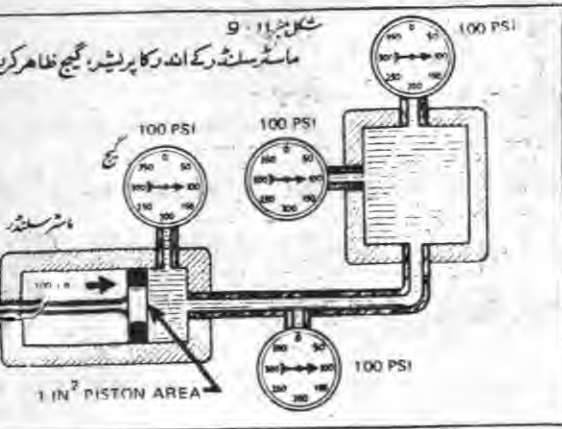 شکل نمبر 11 - 9
ماسٹر سلنڈر کے اندر کا پریشر، گیج ظاہر کر
100 PSI
100 PSI
100 PSI
گیج
ماسٹر سلنڈر
100
1 IN² PISTON AREA
100 PSI